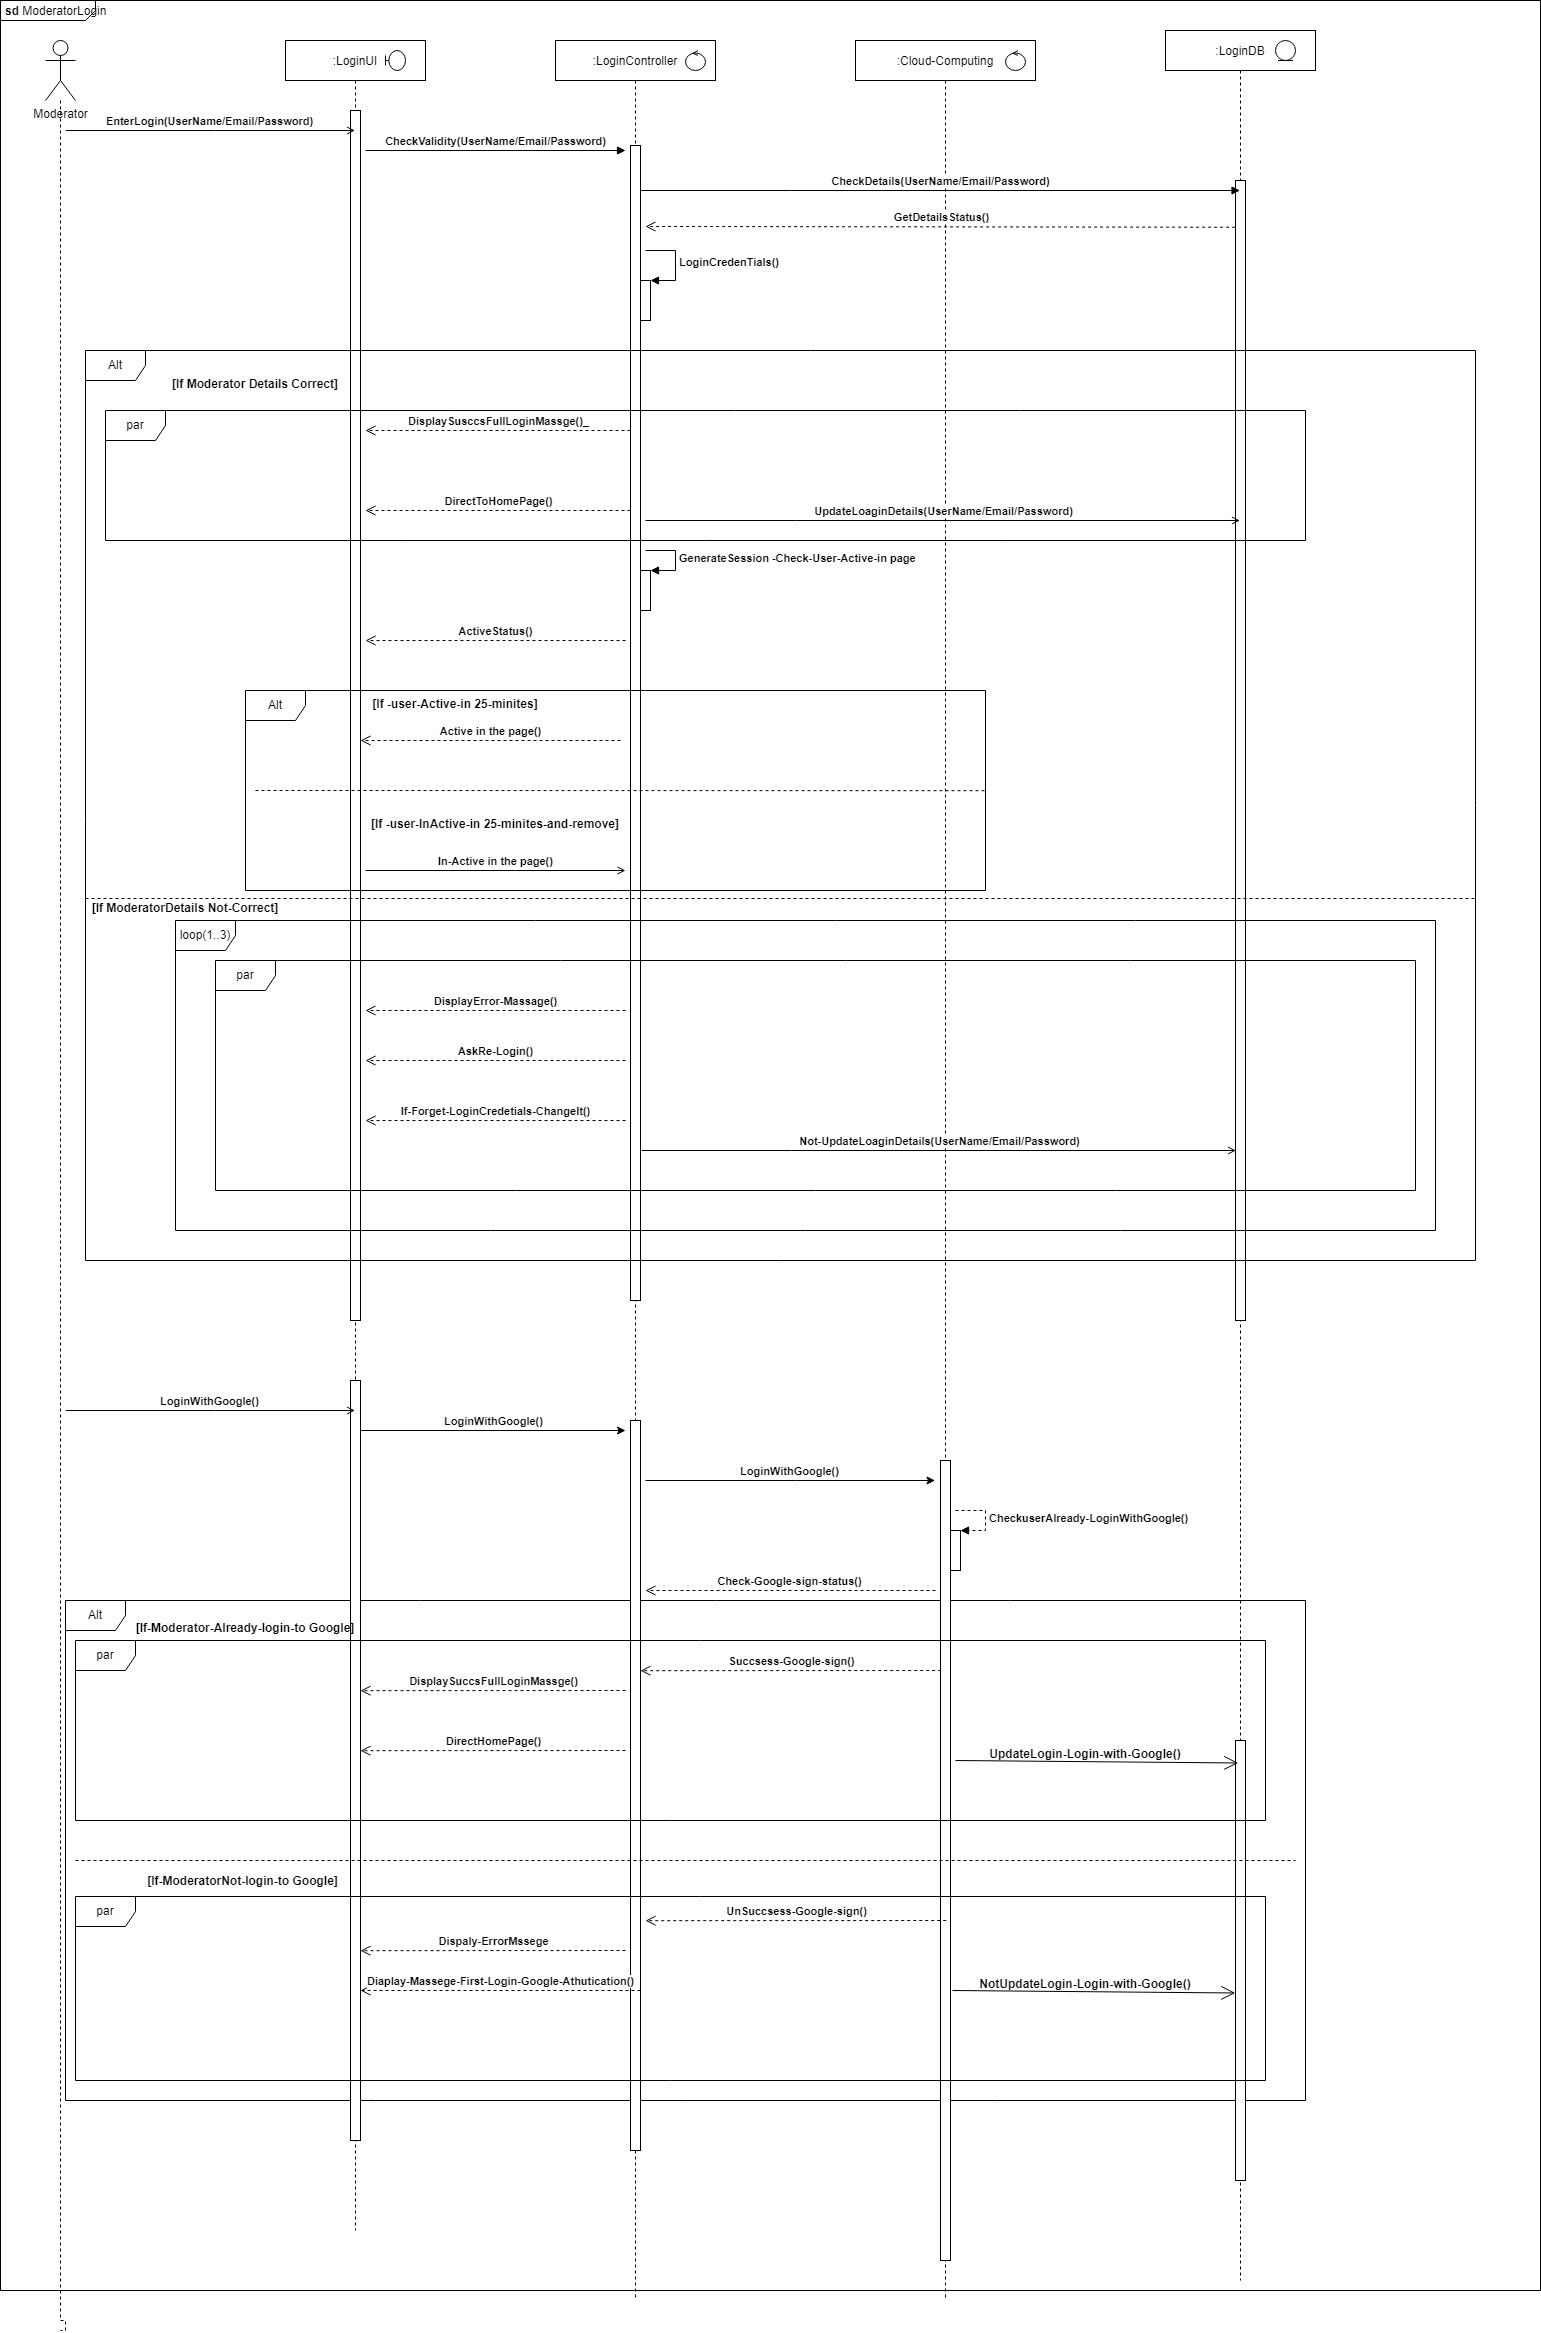 sd ModeratorLogin
:LoginUI
:LoginController
:Cloud-Computing
:LoginDB
Moderator
EnterLogin(UserName/Email/Password)
CheckValidity(UserName/Email/Password)
CheckDetails(UserName/Email/Password)
GetDetailsStatus()
LoginCredenTials()
Alt
[If Moderator Details Correct]
par
DisplaySusccsFullLoginMassge()_
DirectToHomePage()
UpdateLoaginDetails(UserName/Email/Password)
GenerateSession -Check-User-Active-in page
ActiveStatus()
Alt
[If -user-Active-in 25-minites]
Active in the page()
[If -user-InActive-in 25-minites-and-remove]
In-Active in the page()
[If ModeratorDetails Not-Correct]
loop(1..3)
par
DisplayError-Massage()
AskRe-Login()
If-Forget-LoginCredetials-ChangeIt()
Not-UpdateLoaginDetails(UserName/Email/Password)
LoginWithGoogle()
LoginWithGoogle()
LoginWithGoogle()
CheckuserAlready-LoginWithGoogle()
Check-Google-sign-status()
Alt
[If-Moderator-Already-login-to Google]
par
Succsess-Google-sign()
DisplaySuccsFullLoginMassge()
DirectHomePage()
UpdateLogin-Login-with-Google()
[If-ModeratorNot-login-to Google]
par
UnSuccsess-Google-sign()
Dispaly-ErrorMssege
Diaplay-Massege-First-Login-Google-Athutication()
NotUpdateLogin-Login-with-Google()